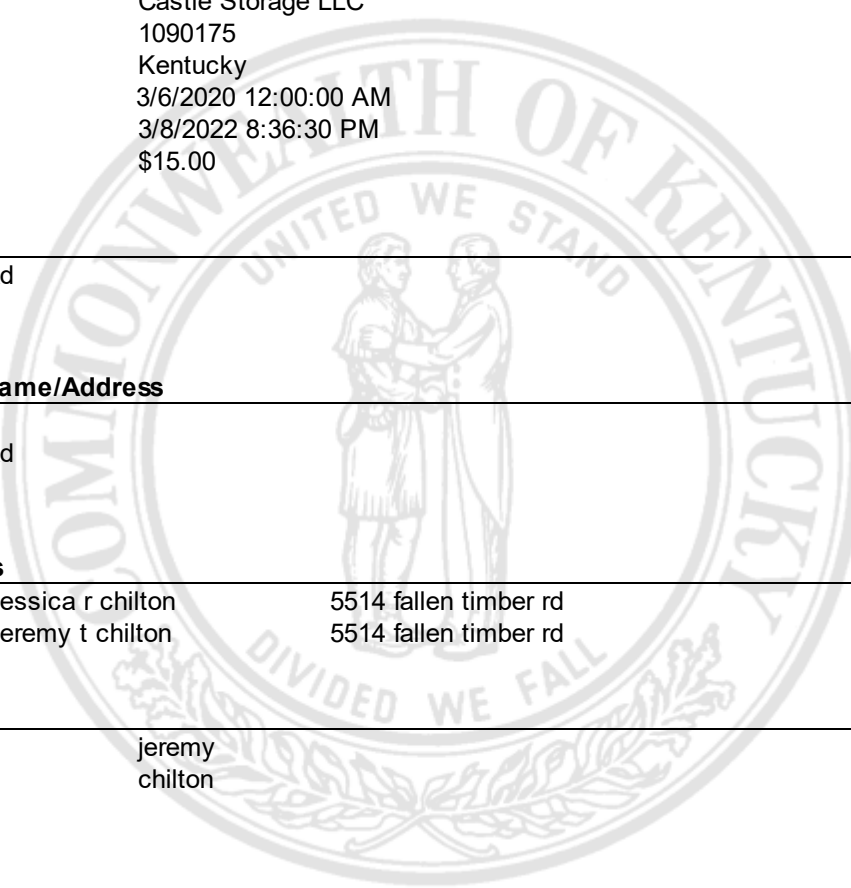 Castle Storage LLC
1090175
Kentucky
3/6/2020 12:00:00 AM
3/8/2022 8:36:30 PM
$15.00
d
ame/Address
d
s
essica r chilton 5514 fallen timber rd
eremy t chilton 5514 fallen timber rd
jeremy
chilton
COMMONWEALTH OF KENTUCKY
UNITED WE STAND
DIVIDED WE FALL